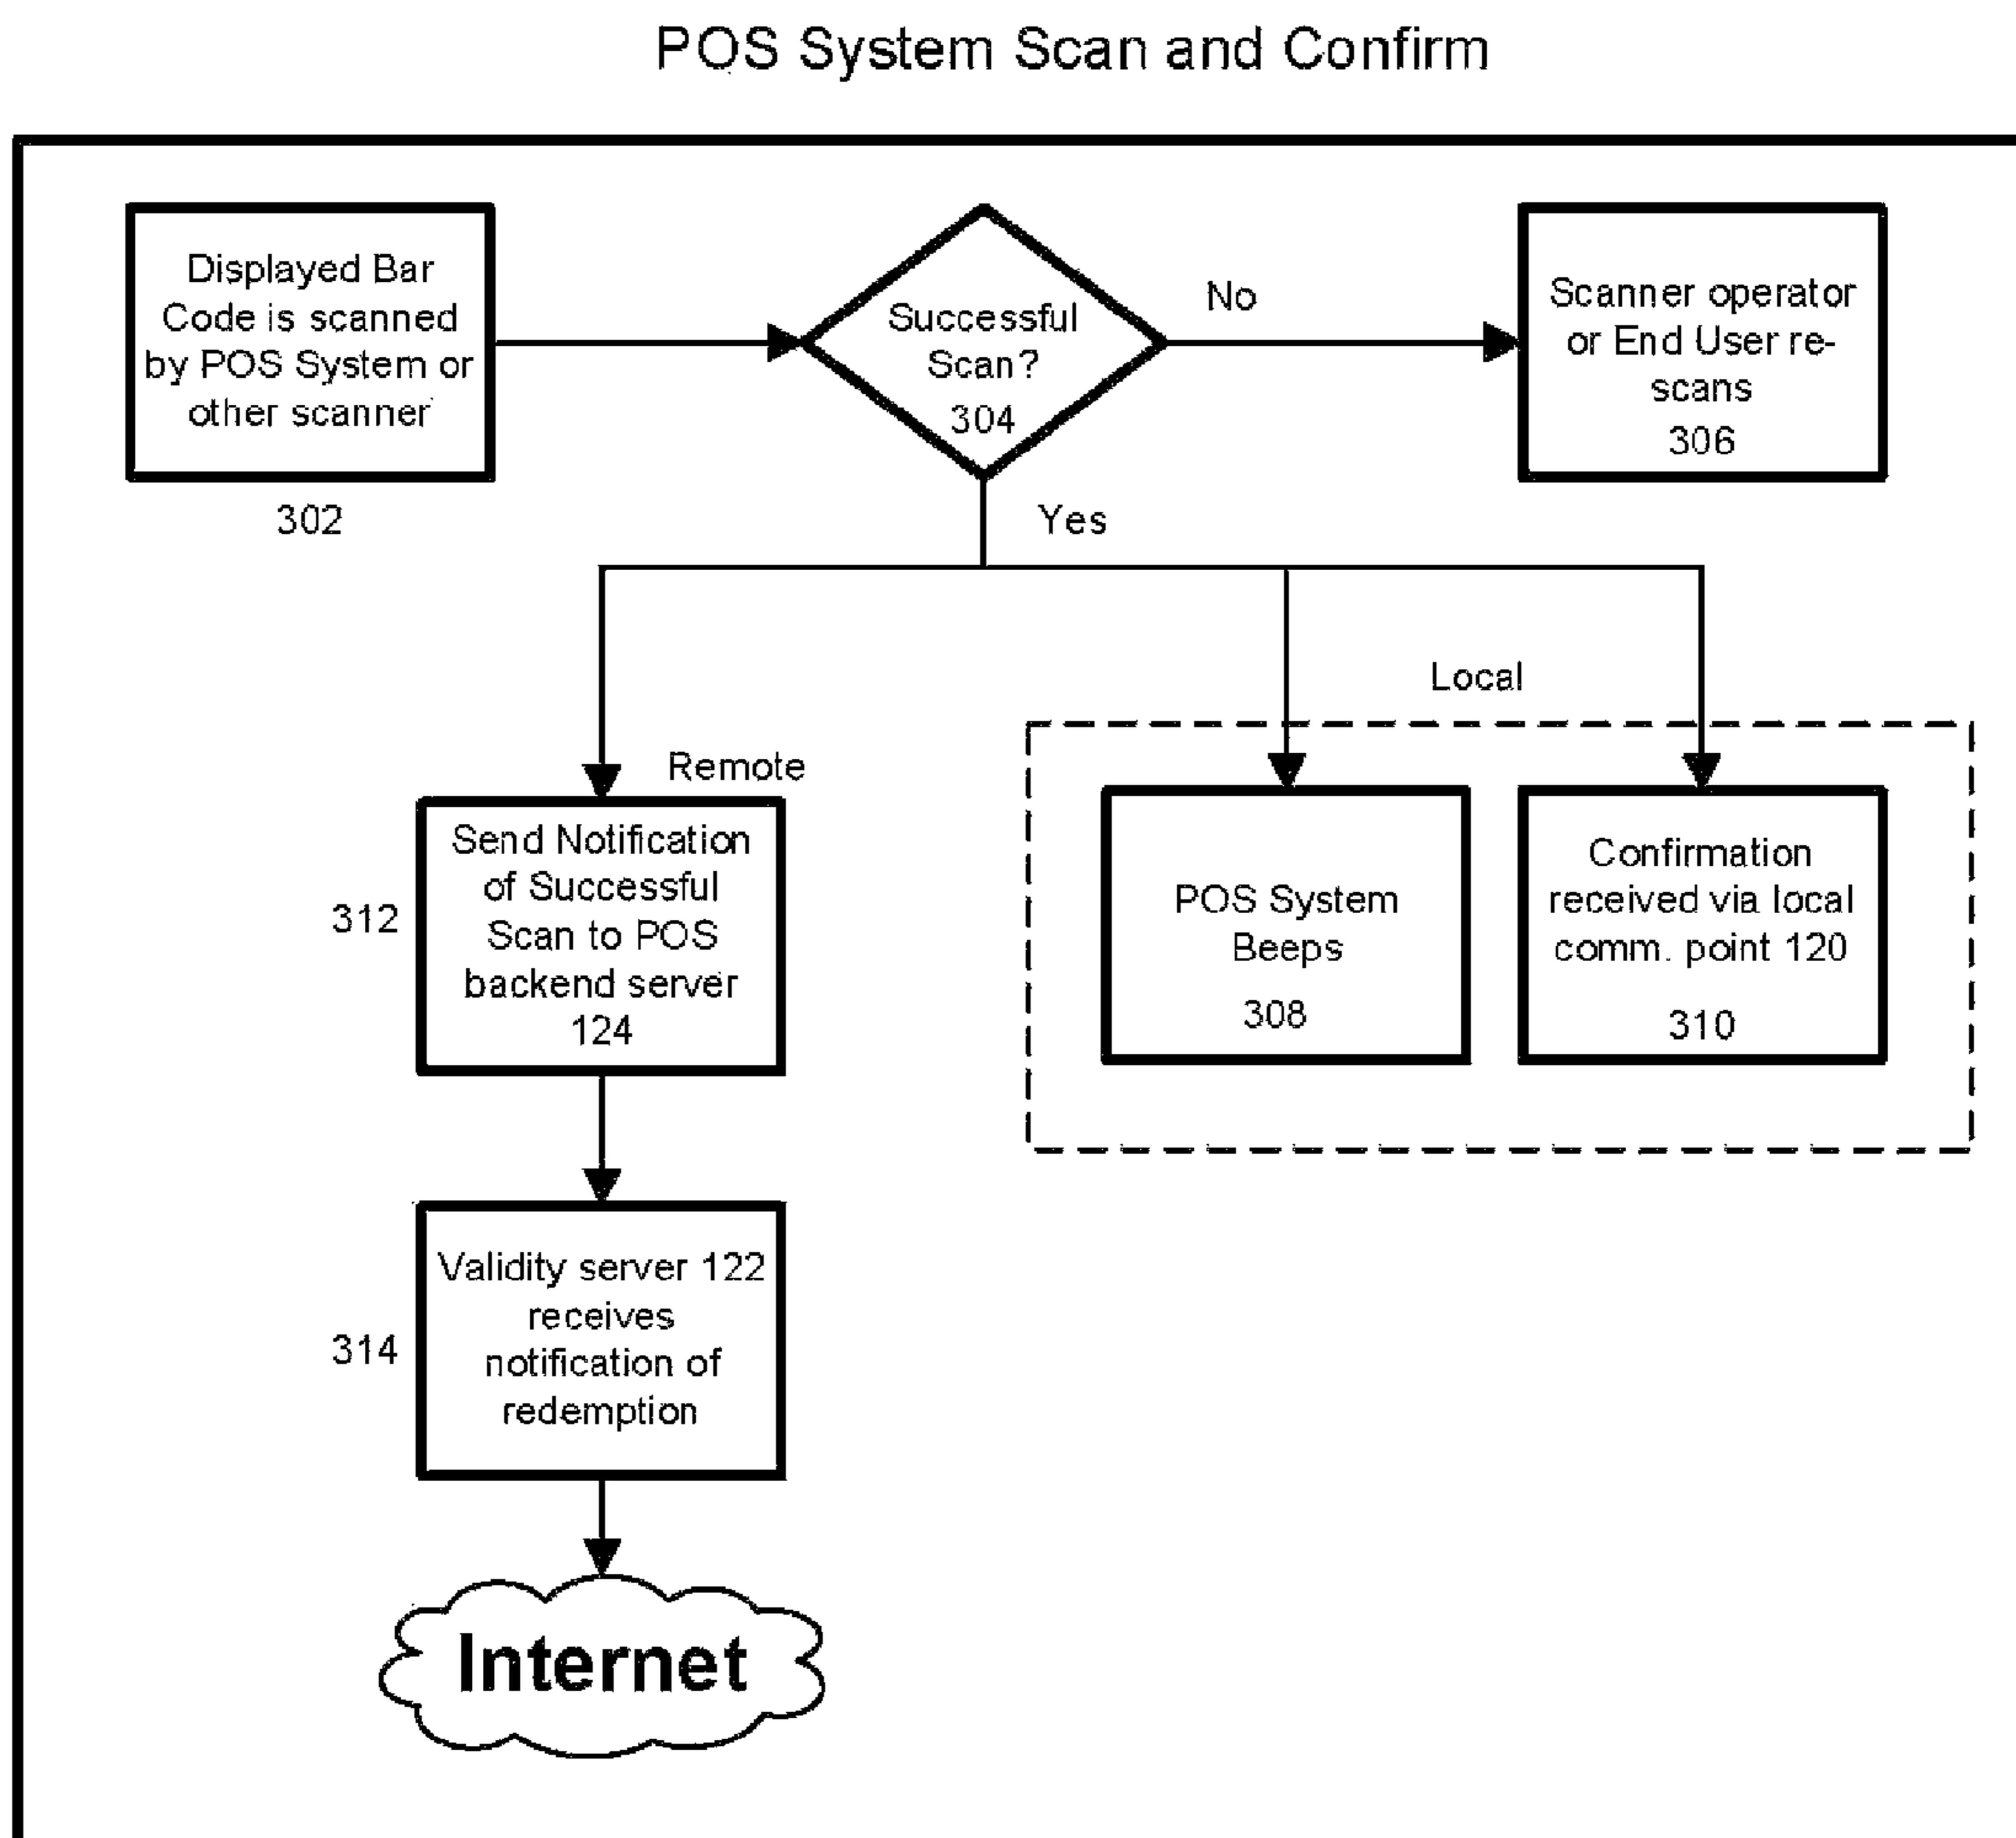 POS System Scan and Confirm
Displayed Bar
Code is scanned
by POS System or
other scanner
302
Successful
Scan?
304
No
Scanner operator
or End User re-
scans
306
Yes
Local
Remote
Send Notification
of Successful
Scan to POS
backend server
124
312
POS System
Beeps
308
Confirmation
received via local
comm. point 120
310
Validity server 122
receives
notification of
redemption
314
Internet